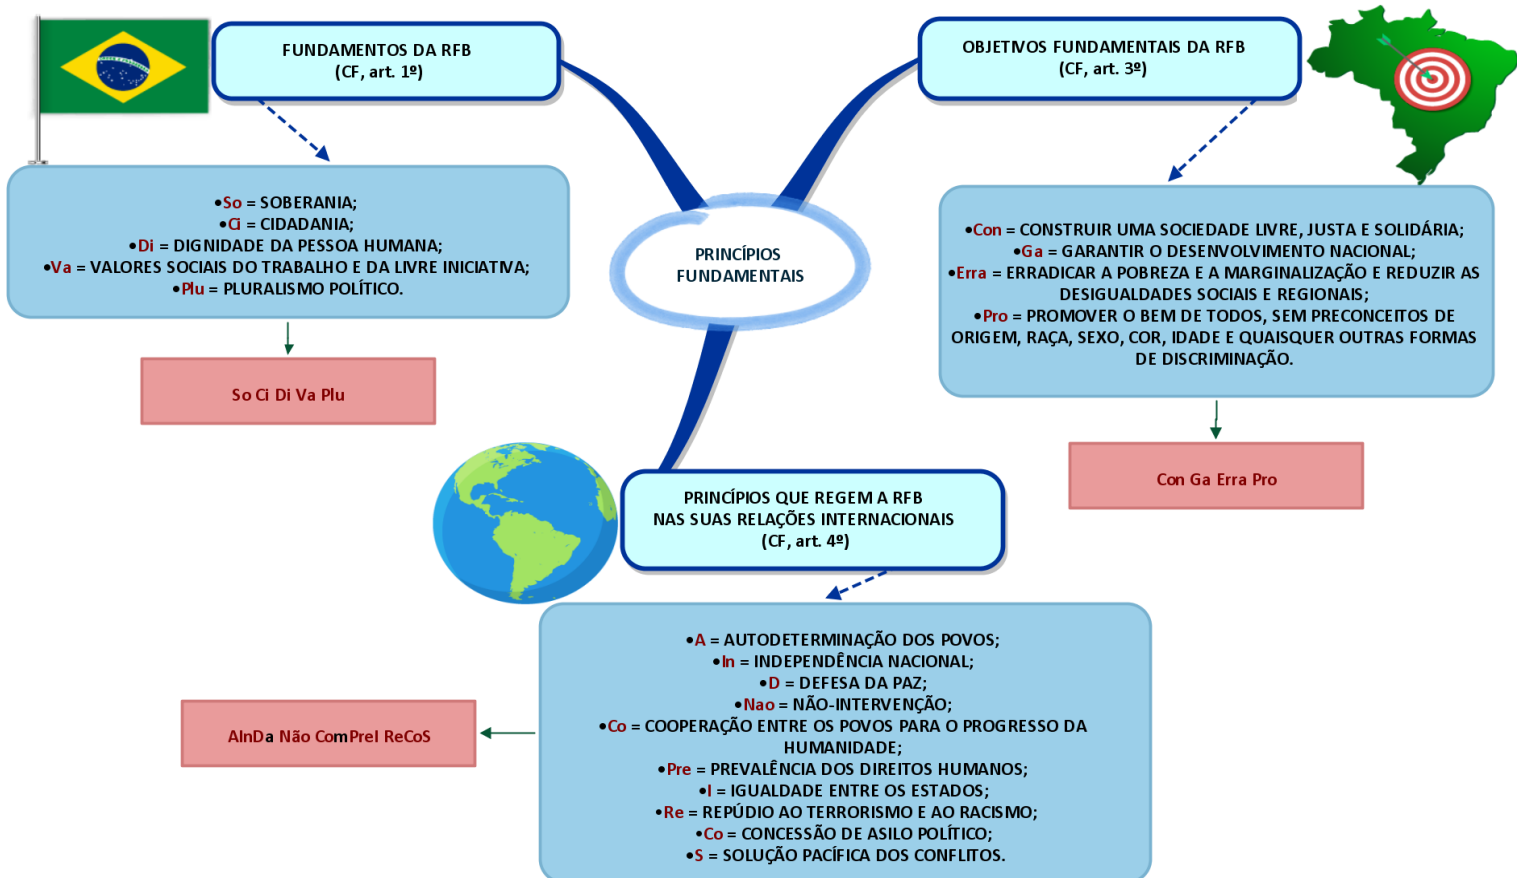 FUNDAMENTOS DA RFB
(CF, art. 1º)
•So = SOBERANIA;
•Ci = CIDADANIA;
•Di = DIGNIDADE DA PESSOA HUMANA;
•Va = VALORES SOCIAIS DO TRABALHO E DA LIVRE INICIATIVA;
•Plu = PLURALISMO POLÍTICO.
So Ci Di Va Plu
PRINCÍPIOS
FUNDAMENTAIS
OBJETIVOS FUNDAMENTAIS DA RFB
(CF, art. 3º)
•Con = CONSTRUIR UMA SOCIEDADE LIVRE, JUSTA E SOLIDÁRIA;
•Ga = GARANTIR O DESENVOLVIMENTO NACIONAL;
•Erra = ERRADICAR A POBREZA E A MARGINALIZAÇÃO E REDUZIR AS
DESIGUALDADES SOCIAIS E REGIONAIS;
•Pro = PROMOVER O BEM DE TODOS, SEM PRECONCEITOS DE
ORIGEM, RAÇA, SEXO, COR, IDADE E QUAISQUER OUTRAS FORMAS
DE DISCRIMINAÇÃO.
Con Ga Erra Pro
PRINCÍPIOS QUE REGEM A RFB
NAS SUAS RELAÇÕES INTERNACIONAIS
(CF, art. 4º)
•A = AUTODETERMINAÇÃO DOS POVOS;
•In = INDEPENDÊNCIA NACIONAL;
•D = DEFESA DA PAZ;
•Nao = NÃO-INTERVENÇÃO;
•Co = COOPERAÇÃO ENTRE OS POVOS PARA O PROGRESSO DA
HUMANIDADE;
•Pre = PREVALÊNCIA DOS DIREITOS HUMANOS;
•I = IGUALDADE ENTRE OS ESTADOS;
•Re = REPÚDIO AO TERRORISMO E AO RACISMO;
•Co = CONCESSÃO DE ASILO POLÍTICO;
•S = SOLUÇÃO PACÍFICA DOS CONFLITOS.
AInDa Não ComPreI ReCoS